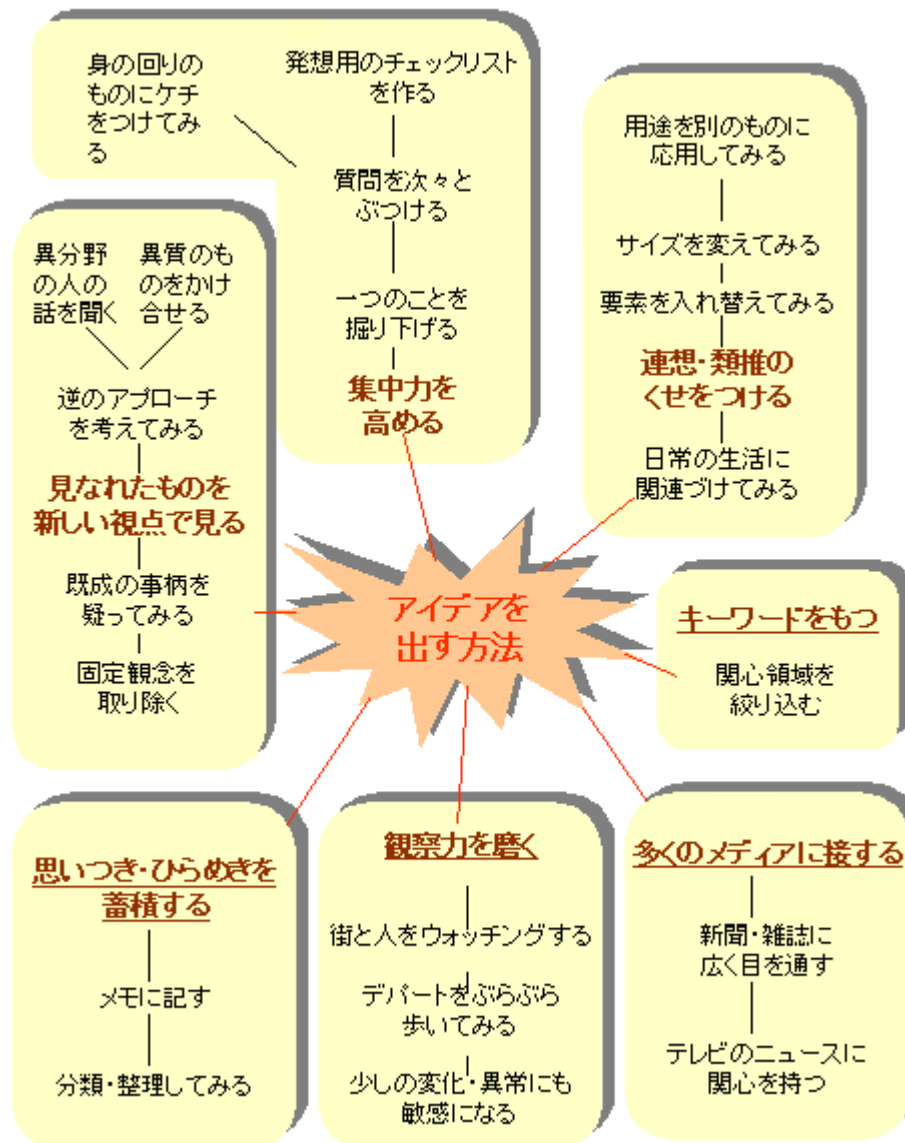 身の回りの
ものにケチ
をつけてみ
る
発想用のチェックリスト
を作る
質問を次々と
ぶつける
一つのことを
掘り下げる
集中力を
高める
用途を別のものに
応用してみる
サイズを変えてみる
要素を入れ替えてみる
連想・類推の
くせをつける
日常の生活に
関連づけてみる
異分野
の人の
話を聞く
異質のも
のをかけ
合せる
逆のアプローチ
を考えてみる
見なれたものを
新しい視点で見る
既成の事柄を
疑ってみる
固定観念を
取り除く
アイデアを
出す方法
キーワードをもつ
関心領域を
絞り込む
思いつき・ひらめきを
蓄積する
メモに記す
分類・整理してみる
観察力を磨く
街と人をウォッチングする
デパートをぶらぶら
歩いてみる
少しの変化・異常にも
敏感になる
多くのメディアに接する
新聞・雑誌に
広く目を通す
テレビのニュースに
関心を持つ